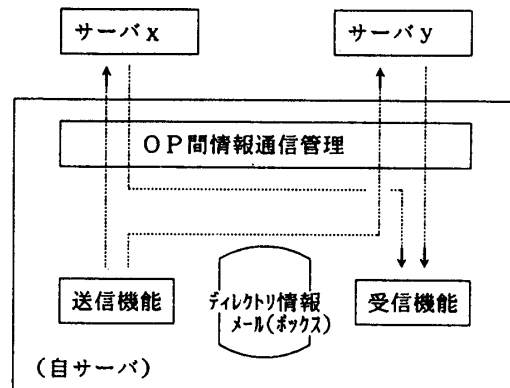 サーバx
サーバy
OP間情報通信管理
送信機能
ディレクトリ情報
メール(ボックス)
受信機能
(自サーバ)